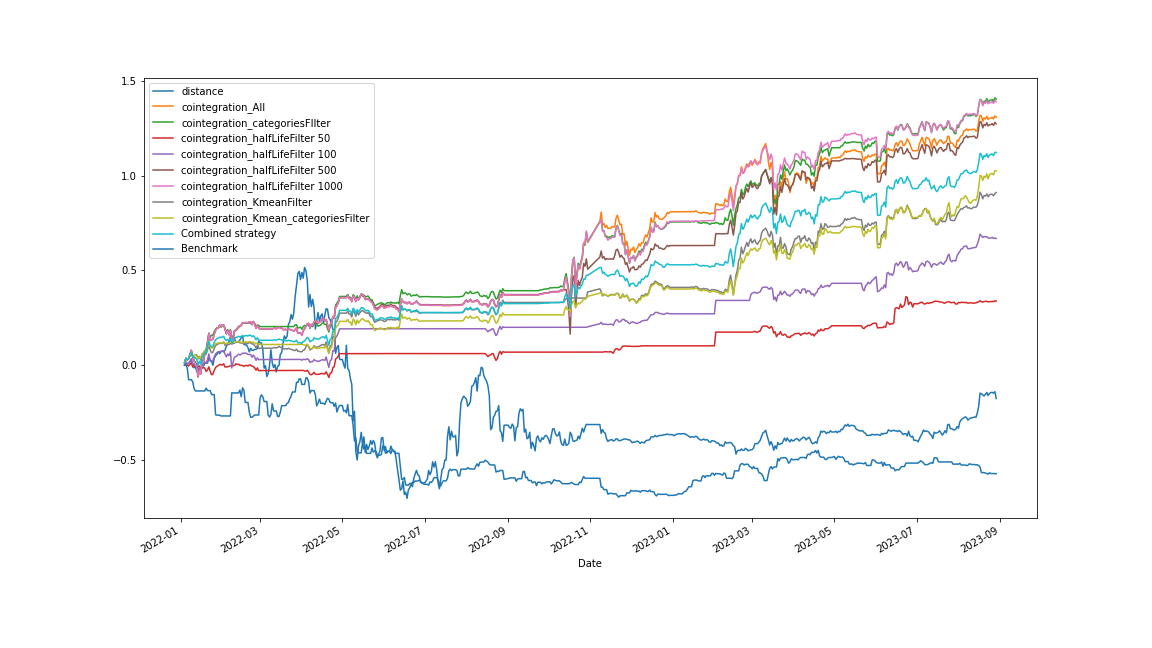 1.5
1.0
0.5
0.0
−0.5
distance
cointegration_All
cointegration_categoriesFIlter
cointegration_halfLifeFilter 50
cointegration_halfLifeFilter 100
cointegration_halfLifeFilter 500
cointegration_halfLifeFilter 1000
cointegration_KmeanFilter
cointegration_Kmean_categoriesFilter
Combined strategy
Benchmark
2022-01
2022-03
2022-05
2022-07
2022-09
2022-11
2023-01
2023-03
2023-05
2023-07
2023-09
Date